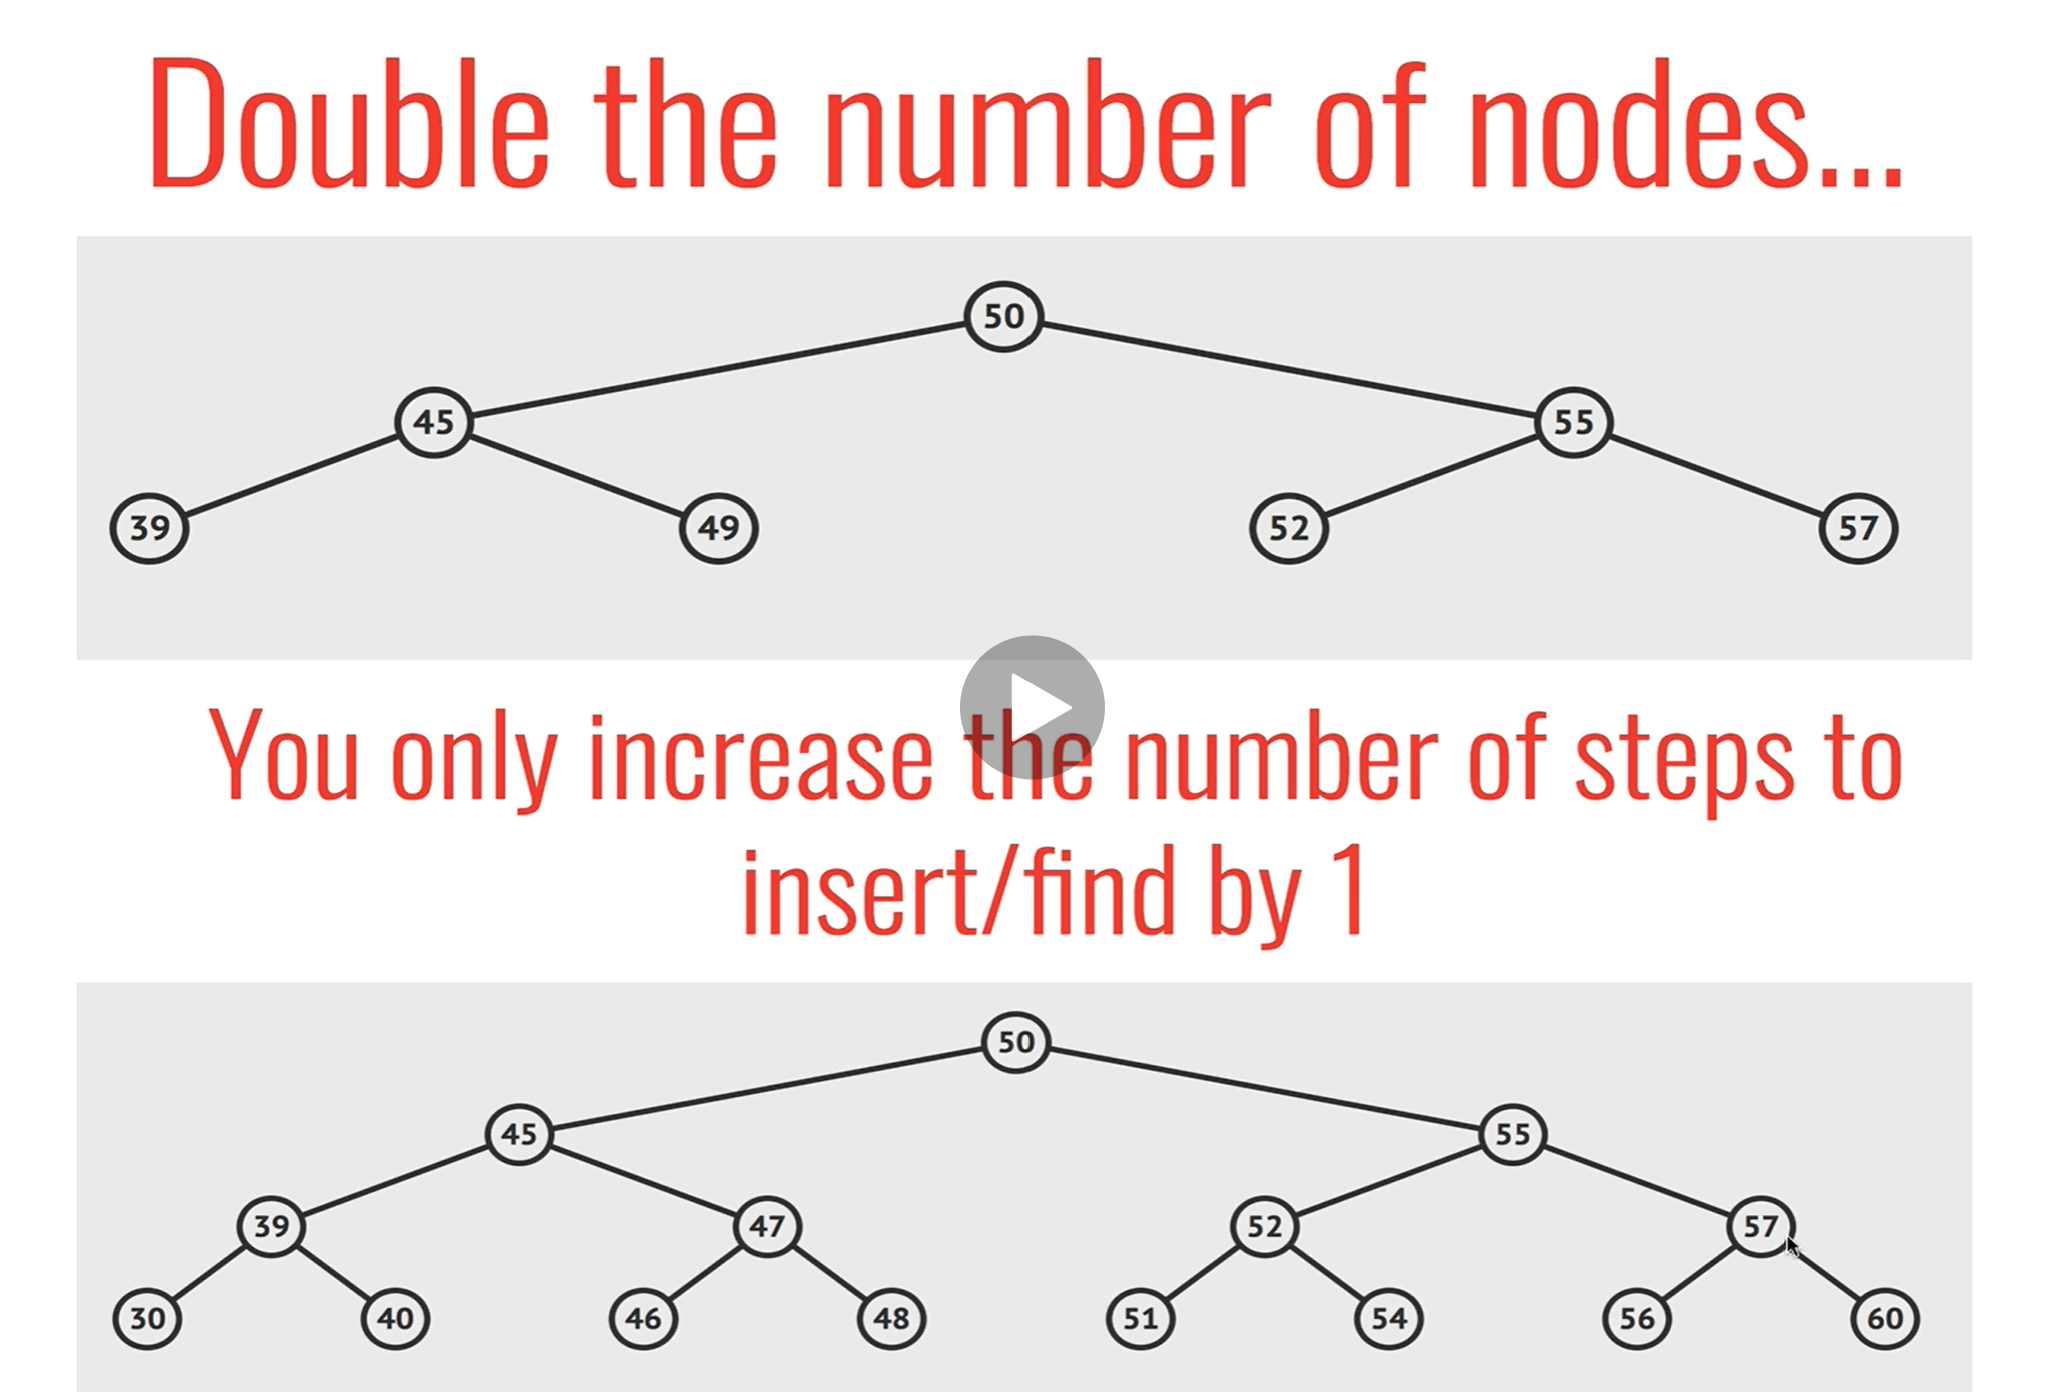 Double the number of nodes...
50
45 55
39 49 52 57
You only increase the number of steps to
insert/find by 1
50
45 55
39 47 52 57
30 40 46 48 51 54 56 60